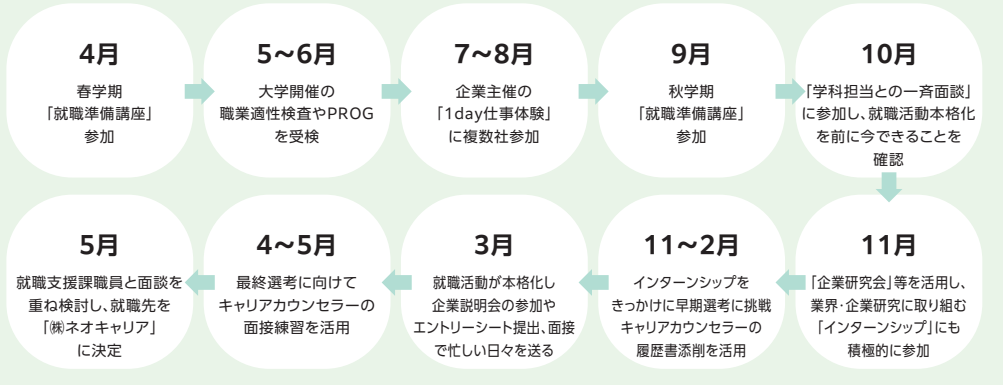 4月
春学期
「就職準備講座」
参加
5〜6月
大学開催の
職業適性検査やPROG
を受検
7〜8月
企業主催の
「1day仕事体験」
に複数社参加
9月
秋学期
「就職準備講座」
参加
10月
「学科担当との一斉面談」
に参加し、就職活動本格化
を前に今できることを
確認
11月
「企業研究会」等を活用し、
業界・企業研究に取り組む
「インターンシップ」にも
積極的に参加
11〜2月
インターンシップを
きっかけに早期選考に挑戦
キャリアカウンセラーの
履歴書添削を活用
3月
就職活動が本格化し
企業説明会の参加や
エントリーシート提出、面接
で忙しい日々を送る
4〜5月
最終選考に向けて
キャリアカウンセラーの
面接練習を活用
5月
就職支援課職員と面談を
重ね検討し、就職先を
「㈱ネオキャリア」
に決定